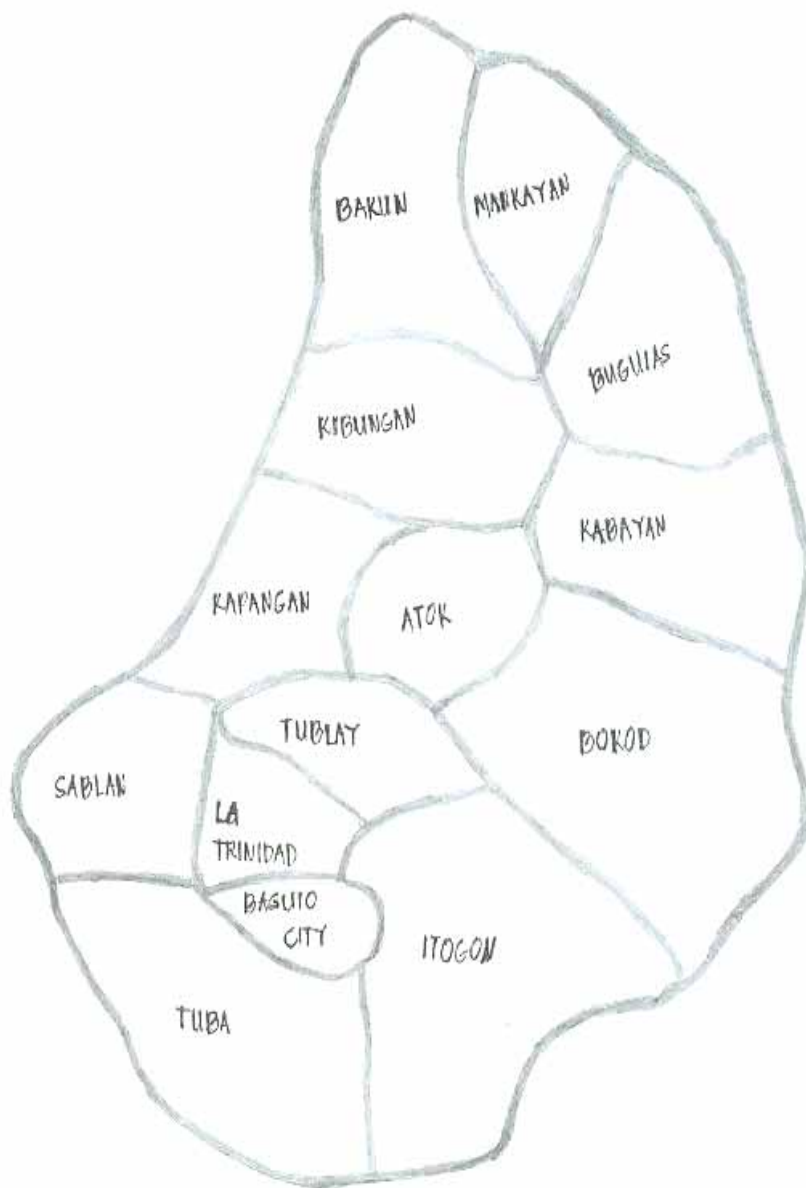 BAKUN
MANKAYAN
BUGUIAS
KIBUNGAN
KABAYAN
KAPANGAN
ATOK
TUBLAY
BOKOD
SABLAN
LA
TRINIDAD
BAGUIO
CITY
ITOGON
TUBA